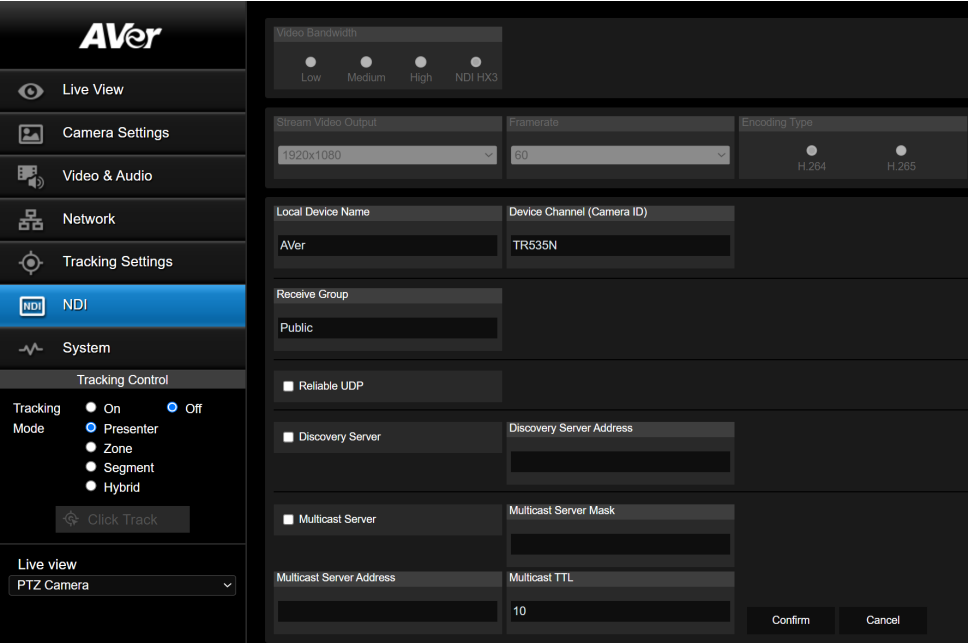 AVer
Live View
Camera Settings
Video & Audio
Network
Tracking Settings
NDI NDI
System
Tracking Control
Tracking On Off
Mode Presenter
Zone
Segment
Hybrid
Click Track
Live view
PTZ Camera
Video Bandwidth
Low Medium High NDI HX3
Stream Video Output Framerate Encoding Type
1920x1080 60 H.264 H.265
Local Device Name Device Channel (Camera ID)
AVer TR535N
Receive Group
Public
Reliable UDP
Discovery Server Discovery Server Address
Multicast Server Multicast Server Mask
Multicast Server Address Multicast TTL
10 Confirm Cancel